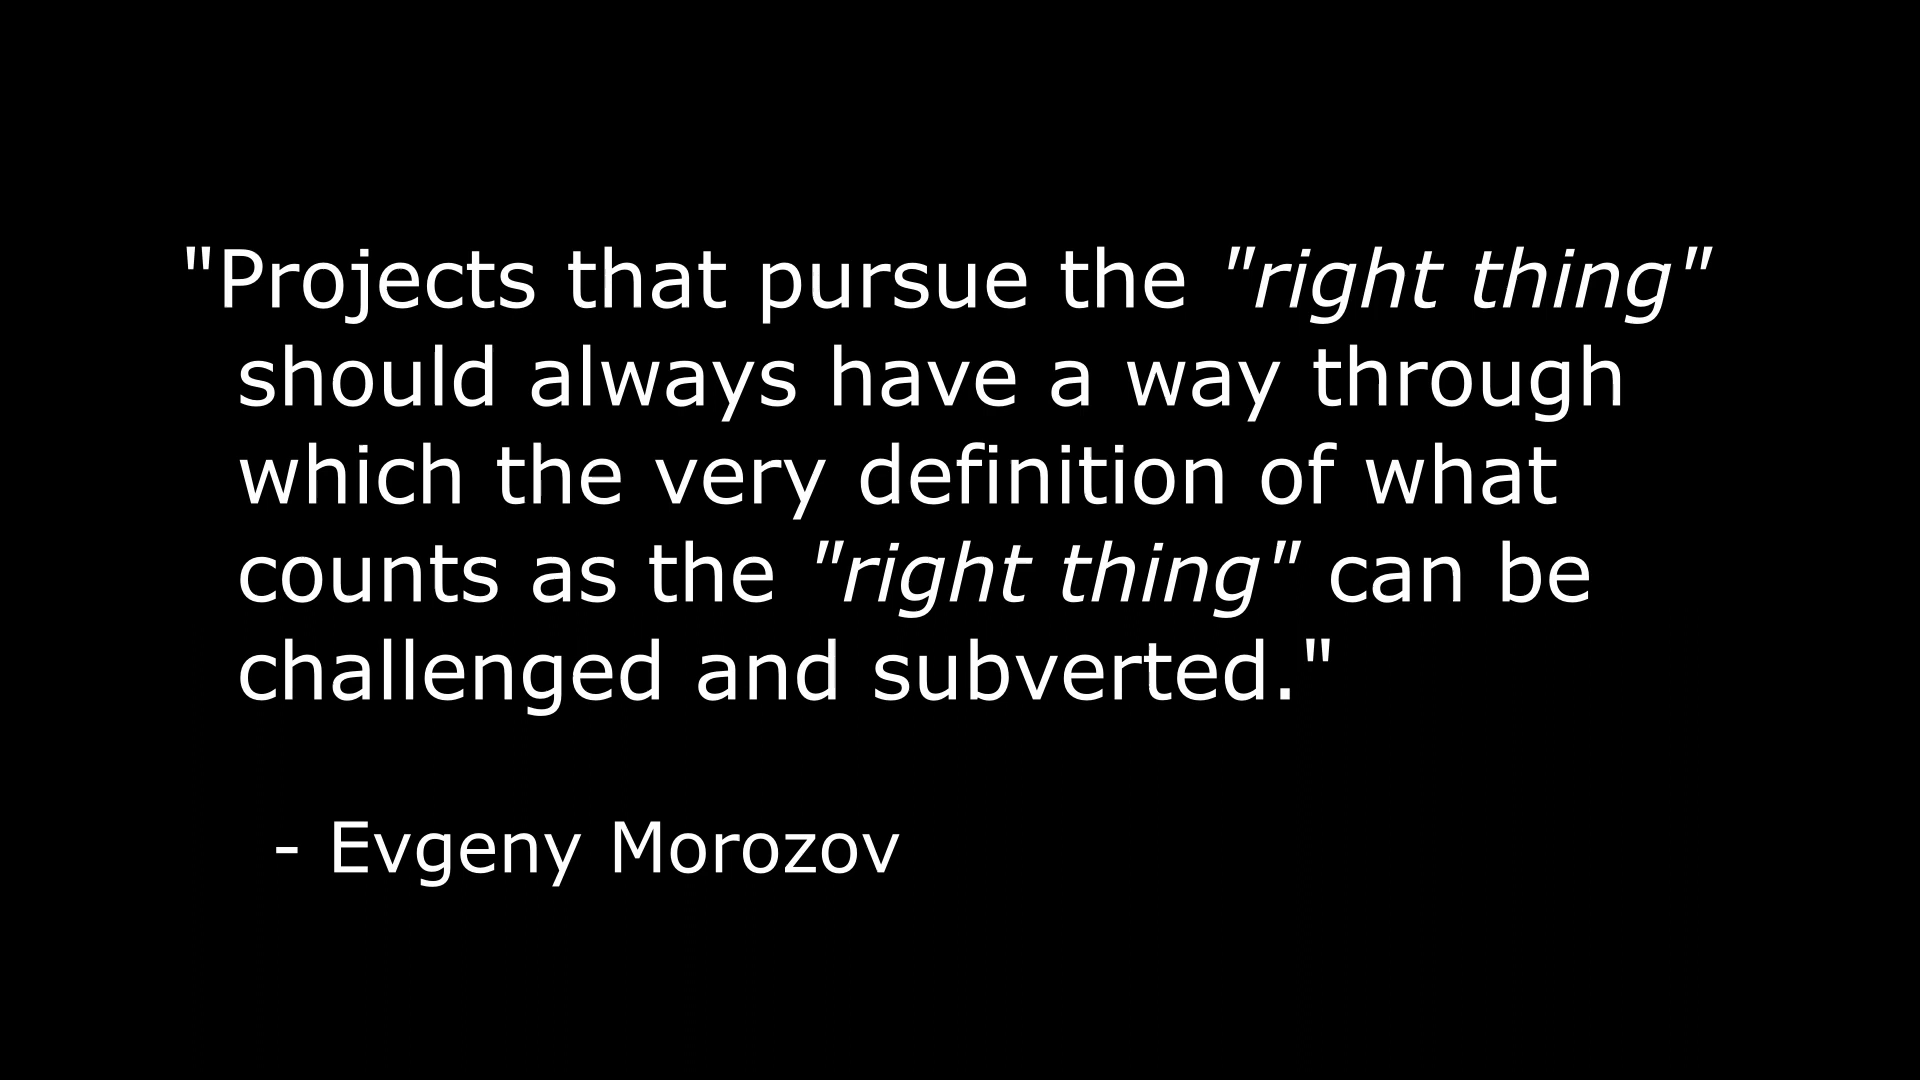 "Projects that pursue the "right thing"
should always have a way through
which the very definition of what
counts as the "right thing" can be
challenged and subverted."
- Evgeny Morozov